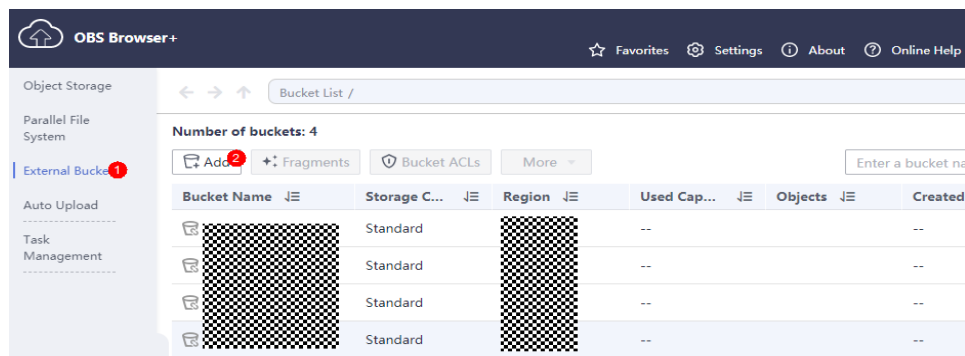 OBS Browser+
Favorites Settings About Online Help
Object Storage
Bucket List /
Parallel File
System
Number of buckets: 4
External Bucke 1
Add 2 Fragments Bucket ACLs More Enter a bucket na
Auto Upload
Bucket Name Storage C... Region Used Cap... Objects Created
Task
Management
Standard -- --
Standard -- --
Standard -- --
Standard -- --